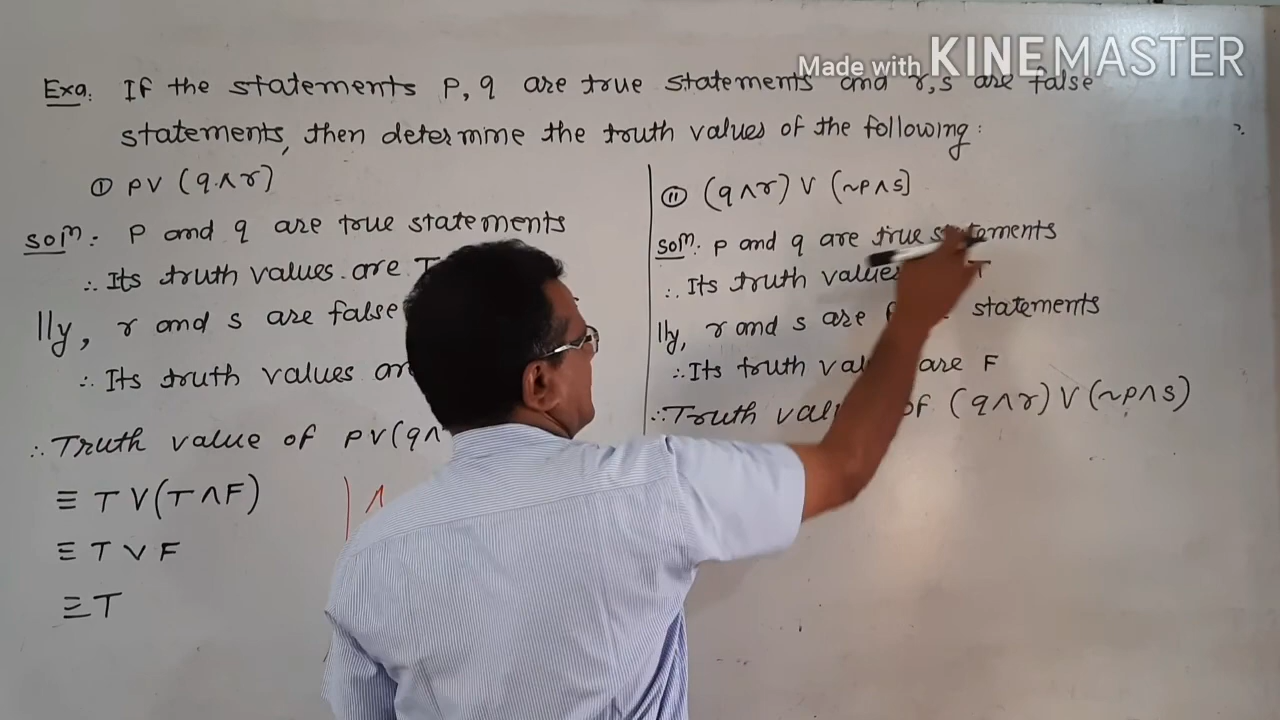 Made with KINEMASTER
Exa. If the statements p, q are true statements and r, s are false
statements, then determine the truth values of the following:
① p∨ (q∧r)
Solⁿ: p and q are true statements
∴ Its truth values are T
lly, r and s are false
∴ Its truth values
∴ Truth value of p∨(q∧
≡ T ∨(T∧F)
≡ T ∨ F
≡ T
⑪ (q∧r) ∨ (~p∧s]
Solⁿ: p and q are true statements
∴ Its truth values T
lly, r and s are statements
∴ Its truth are F
∴ Truth of (q∧r) ∨ (~p∧s)